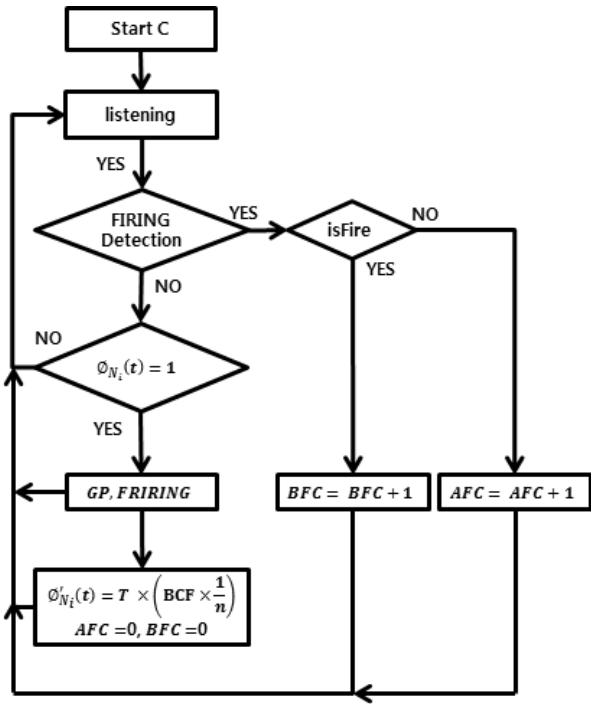 Start C
listening
YES
FIRING
Detection
YES
isFire
NO
YES
NO
NO
∅_{N_i}(t) = 1
YES
GP, FRIRING
BFC = BFC + 1
AFC = AFC + 1
∅'_{N_i}(t) = T × (BCF × 1/n)
AFC =0, BFC=0